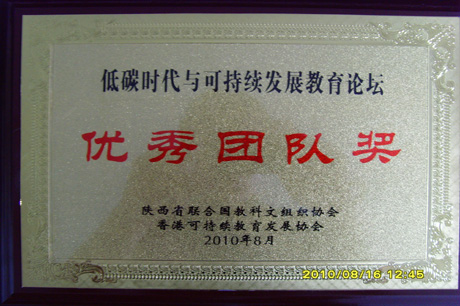 低碳时代与可持续发展教育论坛
优秀团队奖
陕西省联合国教科文组织协会
香港可持续教育发展协会
2010年8月
2010/08/16 12:45